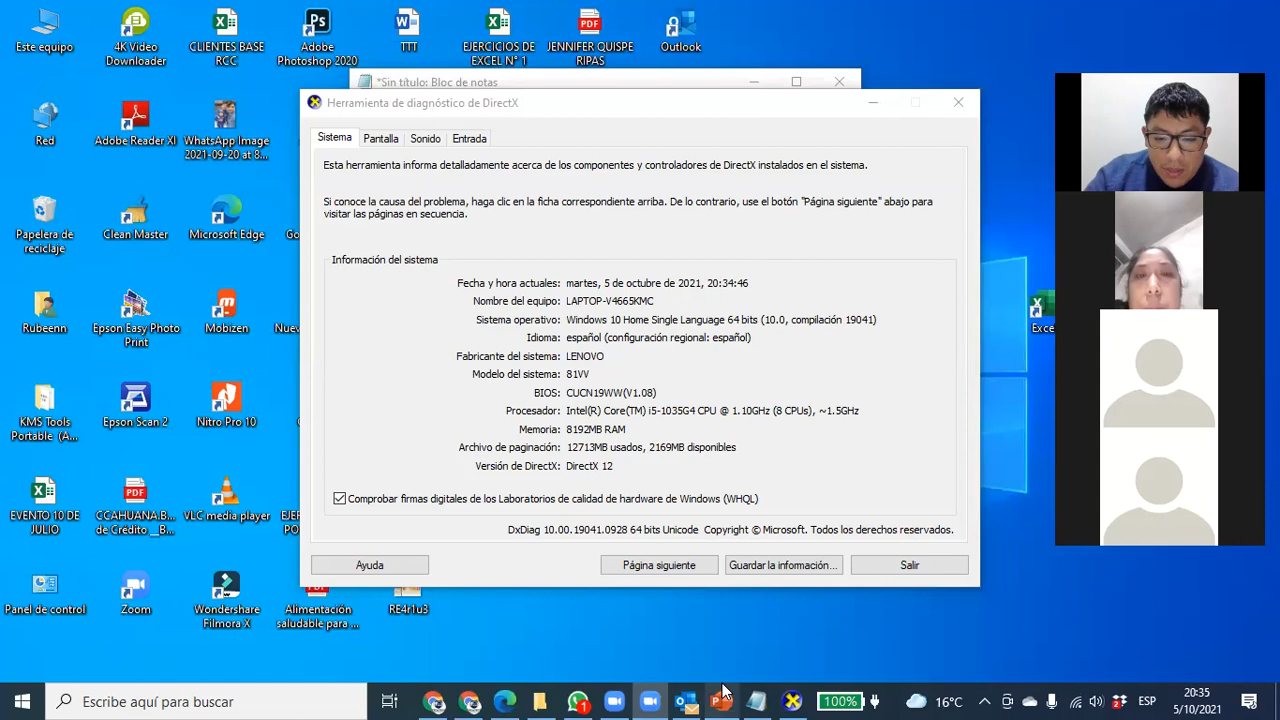 Este equipo
4K Video
Downloader
CLIENTES BASE
RCC
Adobe
Photoshop 2020
TTT
EJERCICIOS DE
EXCEL N° 1
JENNIFER QUISPE
RIPAS
Outlook
*Sin título: Bloc de notas
Herramienta de diagnóstico de DirectX
Red
Adobe Reader XI
WhatsApp Image
2021-09-20 at 8...
Sistema
Pantalla
Sonido
Entrada
Esta herramienta informa detalladamente acerca de los componentes y controladores de DirectX instalados en el sistema.
Si conoce la causa del problema, haga clic en la ficha correspondiente arriba. De lo contrario, use el botón "Página siguiente" abajo para
visitar las páginas en secuencia.
Papelera de
reciclaje
Clean Master
Microsoft Edge
Go
Información del sistema
Fecha y hora actuales: martes, 5 de octubre de 2021, 20:34:46
Nombre del equipo: LAPTOP-V4665KMC
Sistema operativo: Windows 10 Home Single Language 64 bits (10.0, compilación 19041)
Idioma: español (configuración regional: español)
Fabricante del sistema: LENOVO
Modelo del sistema: 81VV
BIOS: CUCN19WW(V1.08)
Procesador: Intel(R) Core(TM) i5-1035G4 CPU @ 1.10GHz (8 CPUs), ~1.5GHz
Memoria: 8192MB RAM
Archivo de paginación: 12713MB usados, 2169MB disponibles
Versión de DirectX: DirectX 12
Rubeenn
Epson Easy Photo
Print
Mobizen
Nuev
Exce
KMS Tools
Portable (A...
Epson Scan 2
Nitro Pro 10
Comprobar firmas digitales de los Laboratorios de calidad de hardware de Windows (WHQL)
EVENTO 10 DE
JULIO
CCAHUANA.B...
de Crédito __B...
VLC media player
EJE
PO
DxDiag 10.00.19041.0928 64 bits Unicode Copyright © Microsoft. Todos los derechos reservados.
Ayuda
Página siguiente
Guardar la información...
Salir
Panel de control
Zoom
Wondershare
Filmora X
Alimentación
saludable para ...
RE4r1u3
Escribe aquí para buscar
1
100%
16°C
ESP
20:35
5/10/2021